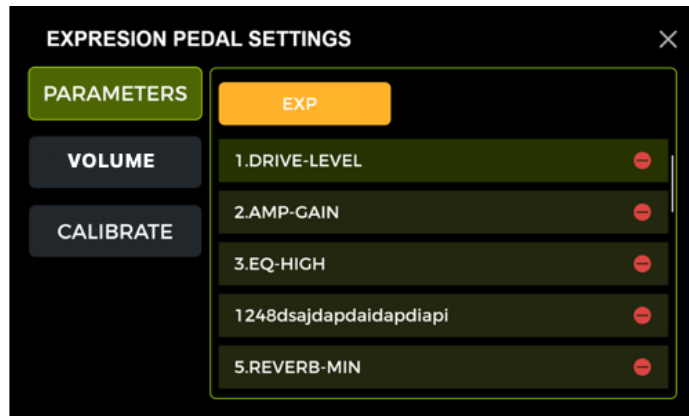 EXPRESION PEDAL SETTINGS
PARAMETERS
VOLUME
CALIBRATE
EXP
1.DRIVE-LEVEL
2.AMP-GAIN
3.EQ-HIGH
1248dsajdapdaidapdiapi
5.REVERB-MIN